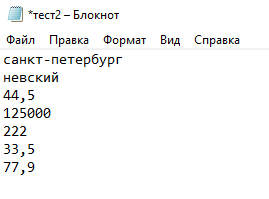 *тест2 – Блокнот
Файл Правка Формат Вид Справка
санкт-петербург
невский
44,5
125000
222
33,5
77,9